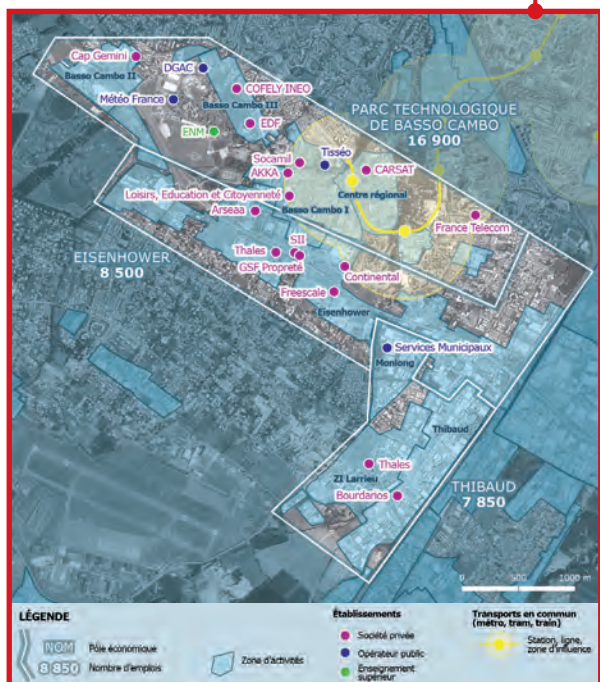 Cap Gemini
Basso Cambo II
DGAC
COFELY INEO
Météo France
Basso Cambo III
EDF
ENM
PARC TECHNOLOGIQUE
DE BASSO CAMBO
16 900
Socamil
Tisséo
AKKA
CARSAT
Centre régional
Loisirs, Education et Citoyenneté
Basso Cambo I
Arseaa
France Telecom
EISENHOWER
8 500
Thales
SII
GSF Propreté
Continental
Freescale
Eisenhower
Services Municipaux
Monlong
Thibaud
Thales
ZI Larrieu
Bourdarios
THIBAUD
7 850
0 500 1000 m
LÉGENDE
NOM Pôle économique
8 850 Nombre d'emplois
Zone d'activités
Établissements
Société privée
Opérateur public
Enseignement
supérieur
Transports en commun
(métro, tram, train)
Station, ligne,
zone d'influence